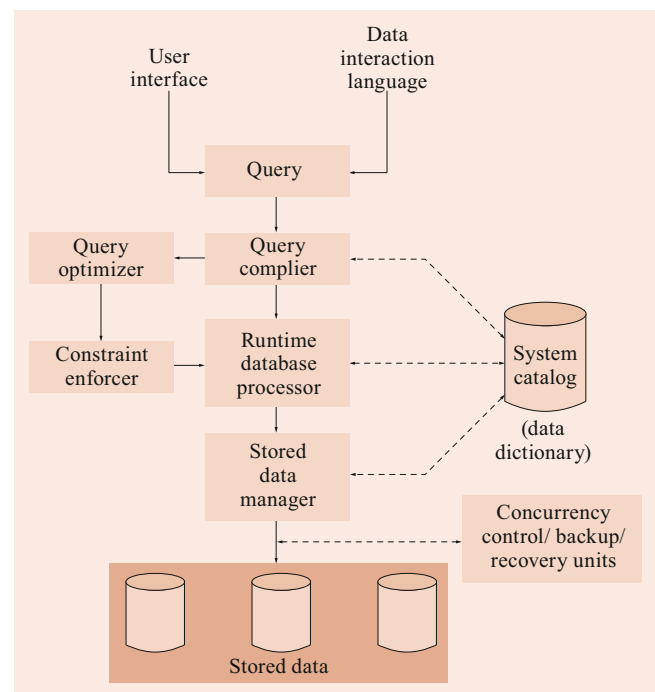 User
interface
Data
interaction
language
Query
Query
optimizer
Query
complier
Constraint
enforcer
Runtime
database
processor
System
catalog
(data
dictionary)
Stored
data
manager
Concurrency
control/ backup/
recovery units
Stored data